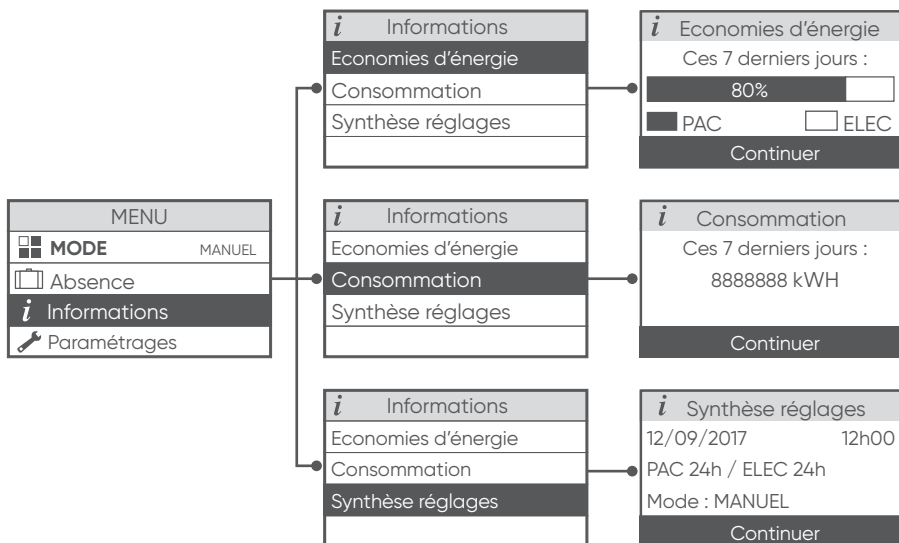 MENU
MODE MANUEL
Absence
i Informations
Paramétrages
i Informations
Economies d'énergie
Consommation
Synthèse réglages
i Economies d'énergie
Ces 7 derniers jours :
80%
PAC ELEC
Continuer
i Informations
Economies d'énergie
Consommation
Synthèse réglages
i Consommation
Ces 7 derniers jours :
8888888 kWH
Continuer
i Informations
Economies d'énergie
Consommation
Synthèse réglages
i Synthèse réglages
12/09/2017 12h00
PAC 24h / ELEC 24h
Mode : MANUEL
Continuer